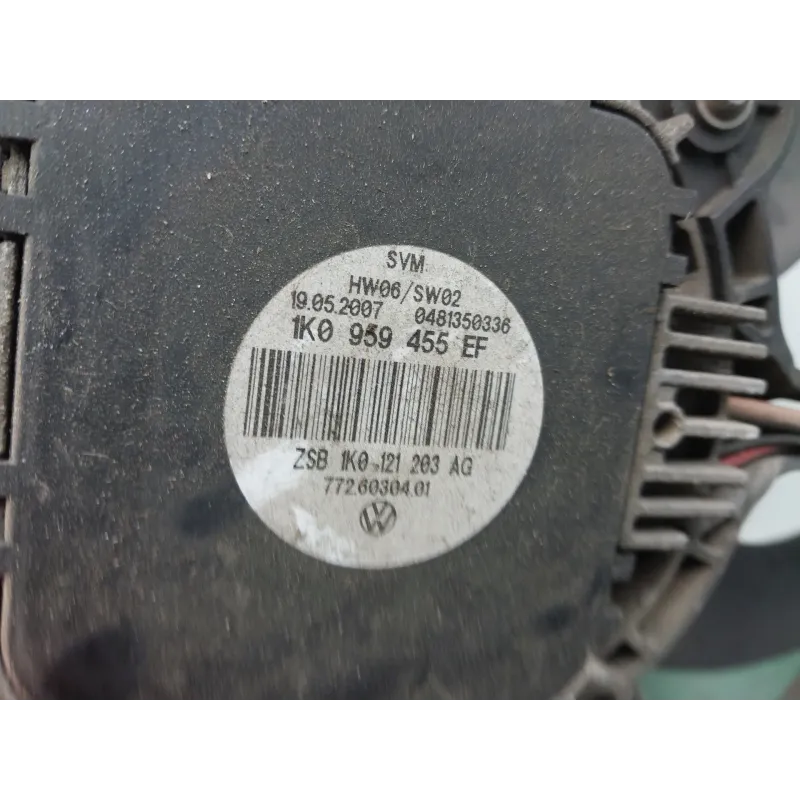 SVM
HW06/SW02
19.05.2007 0481350336
1K0 959 455 EF
ZSB 1K0 121 203 AG
772.60304.01